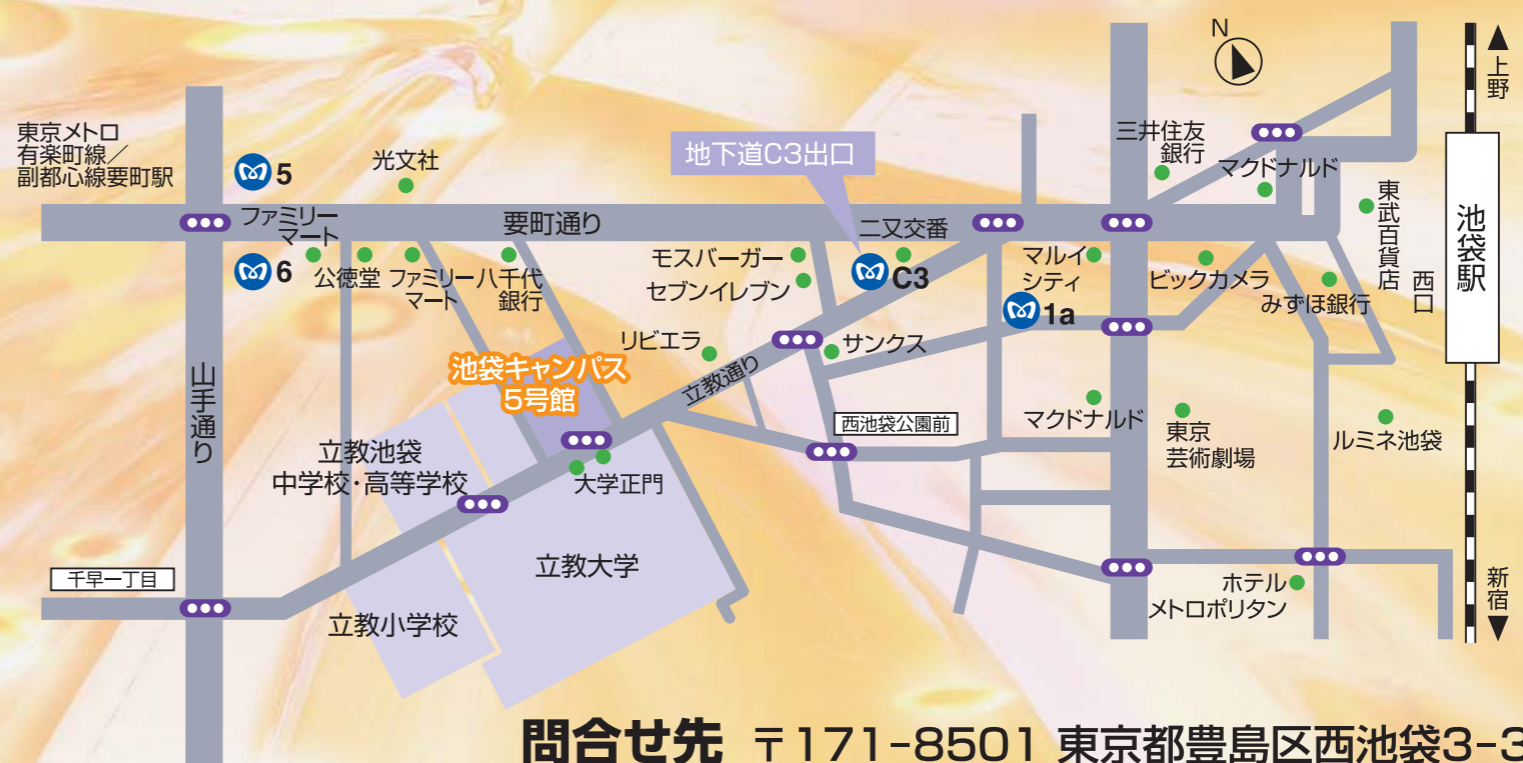 N
上野
東京メトロ
有楽町線／
副都心線要町駅
5
光文社
地下道C3出口
三井住友
銀行
マクドナルド
東武百貨店
池袋駅
西口
ファミリー
マート
要町通り
二又交番
6
公徳堂
ファミリー
マート
八千代
銀行
モスバーガー
セブンイレブン
C3
マルイ
シティ
1a
ビックカメラ
みずほ銀行
リビエラ
サンクス
立教通り
池袋キャンパス
5号館
山手通り
西池袋公園前
マクドナルド
東京
芸術劇場
ルミネ池袋
立教池袋
中学校・高等学校
大学正門
立教大学
千早一丁目
立教小学校
ホテル
メトロポリタン
新宿
問合せ先 〒171-8501 東京都豊島区西池袋3-3